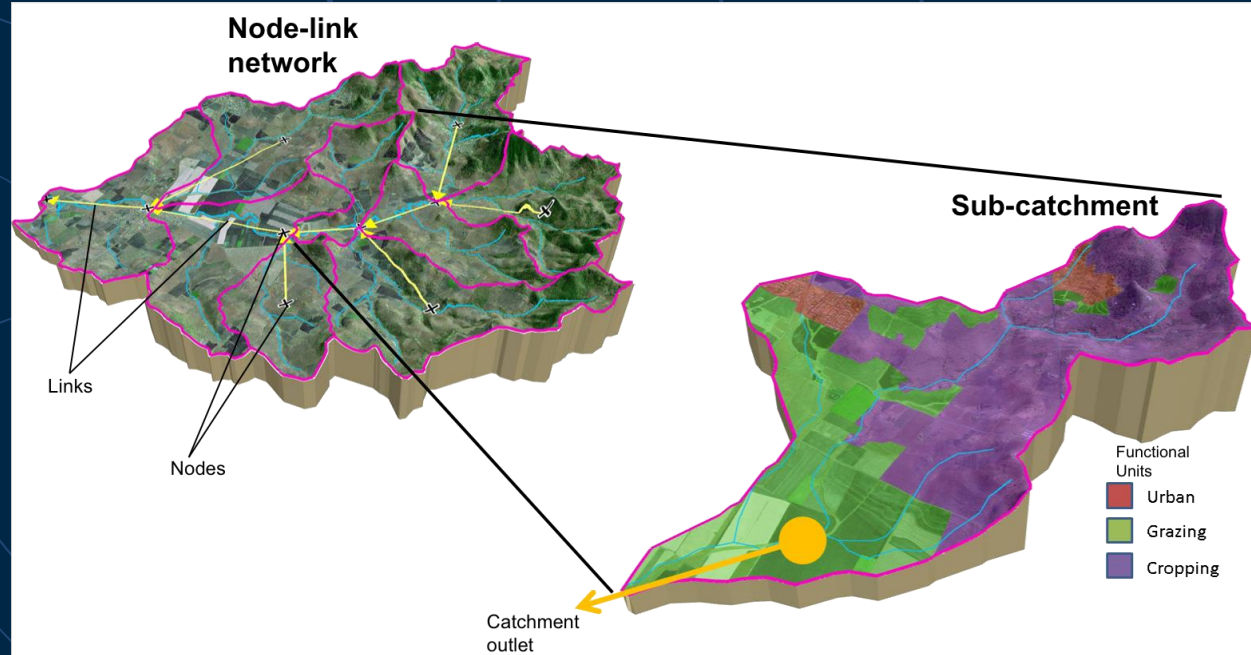 Node-link
network
Sub-catchment
Links
Nodes
Functional
Units
Urban
Grazing
Cropping
Catchment
outlet